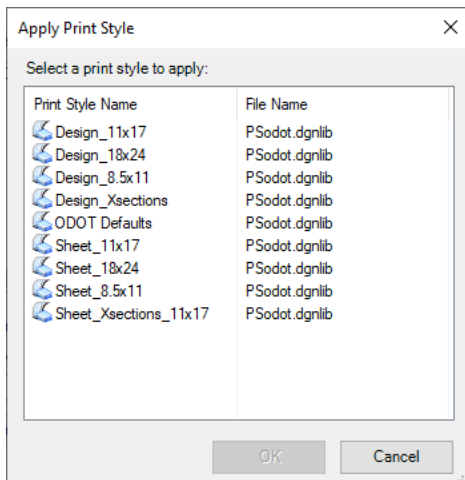 Apply Print Style
Select a print style to apply:
Print Style Name File Name
Design_11x17 PSodot.dgnlib
Design_18x24 PSodot.dgnlib
Design_8.5x11 PSodot.dgnlib
Design_Xsections PSodot.dgnlib
ODOT Defaults PSodot.dgnlib
Sheet_11x17 PSodot.dgnlib
Sheet_18x24 PSodot.dgnlib
Sheet_8.5x11 PSodot.dgnlib
Sheet_Xsections_11x17 PSodot.dgnlib
OK Cancel